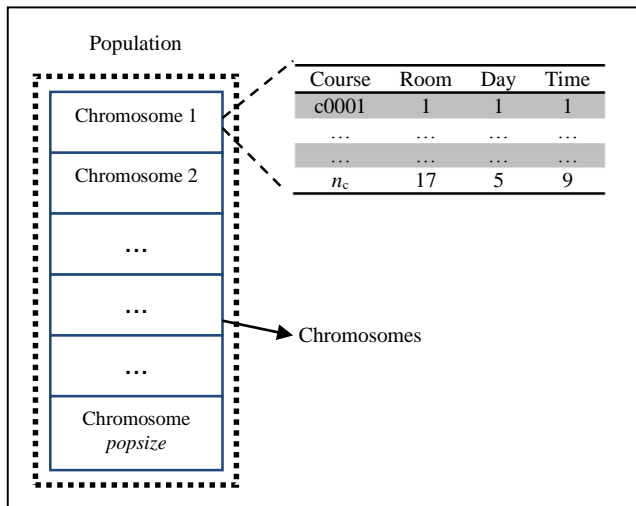 Population
Chromosome 1
Chromosome 2
...
...
...
Chromosome
popsize
Course Room Day Time
c0001 1 1 1
... ... ... ...
... ... ... ...
nc 17 5 9
Chromosomes